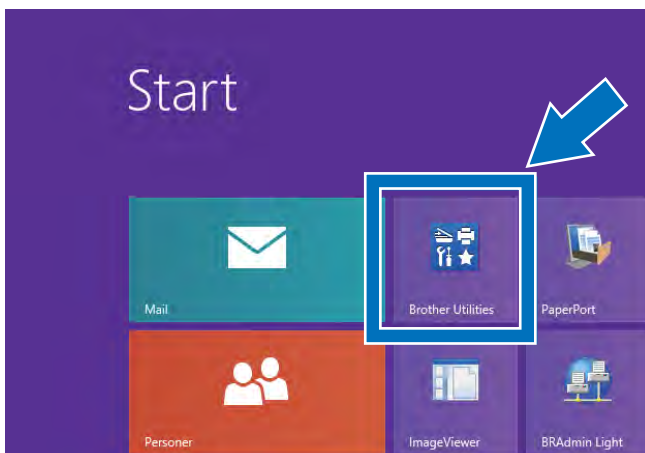 Start
Mail
Brother Utilities
PaperPort
Personer
ImageViewer
BRAdmin Light